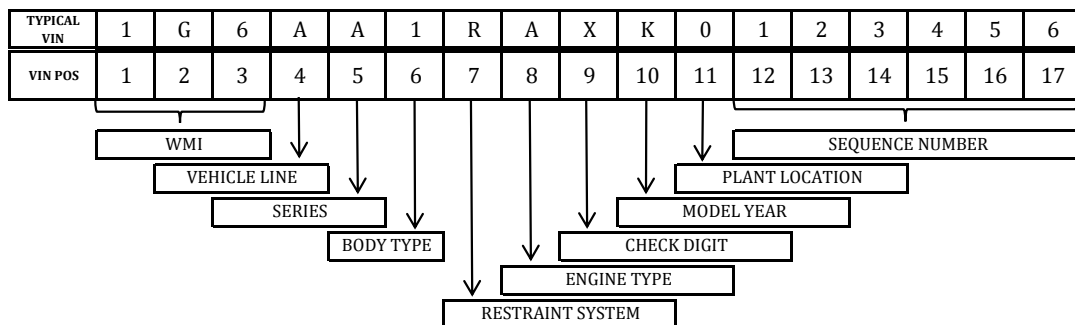 TYPICAL VIN 1 G 6 A A 1 R A X K 0 1 2 3 4 5 6
VIN POS 1 2 3 4 5 6 7 8 9 10 11 12 13 14 15 16 17
WMI SEQUENCE NUMBER
VEHICLE LINE PLANT LOCATION
SERIES MODEL YEAR
BODY TYPE CHECK DIGIT
ENGINE TYPE
RESTRAINT SYSTEM